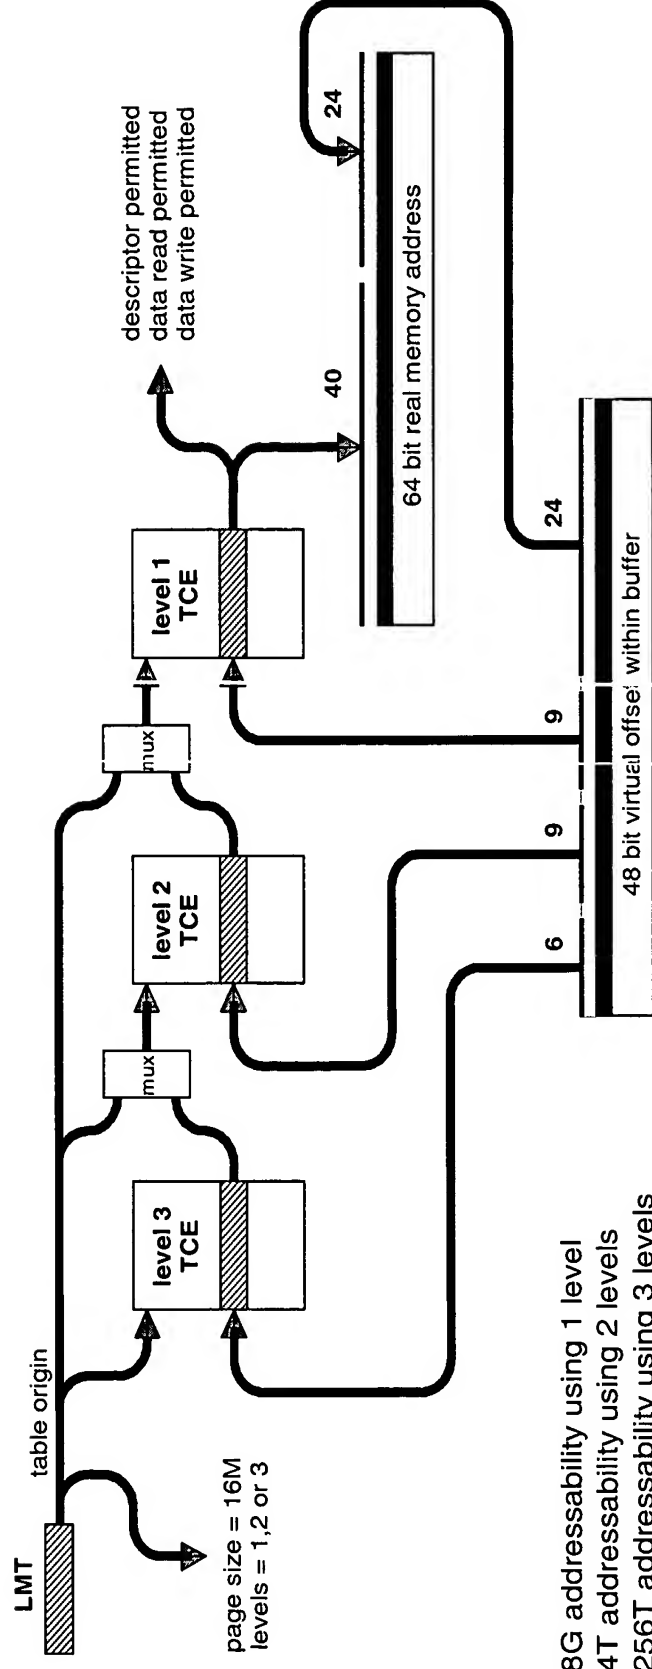 LMT
table origin
page size = 16M
levels = 1,2 or 3
level 3
TCE
mux
level 2
TCE
mux
level 1
TCE
descriptor permitted
data read permitted
data write permitted
40
24
64 bit real memory address
6
9
9
24
48 bit virtual offset within buffer
8G addressability using 1 level
4T addressability using 2 levels
256T addressability using 3 levels